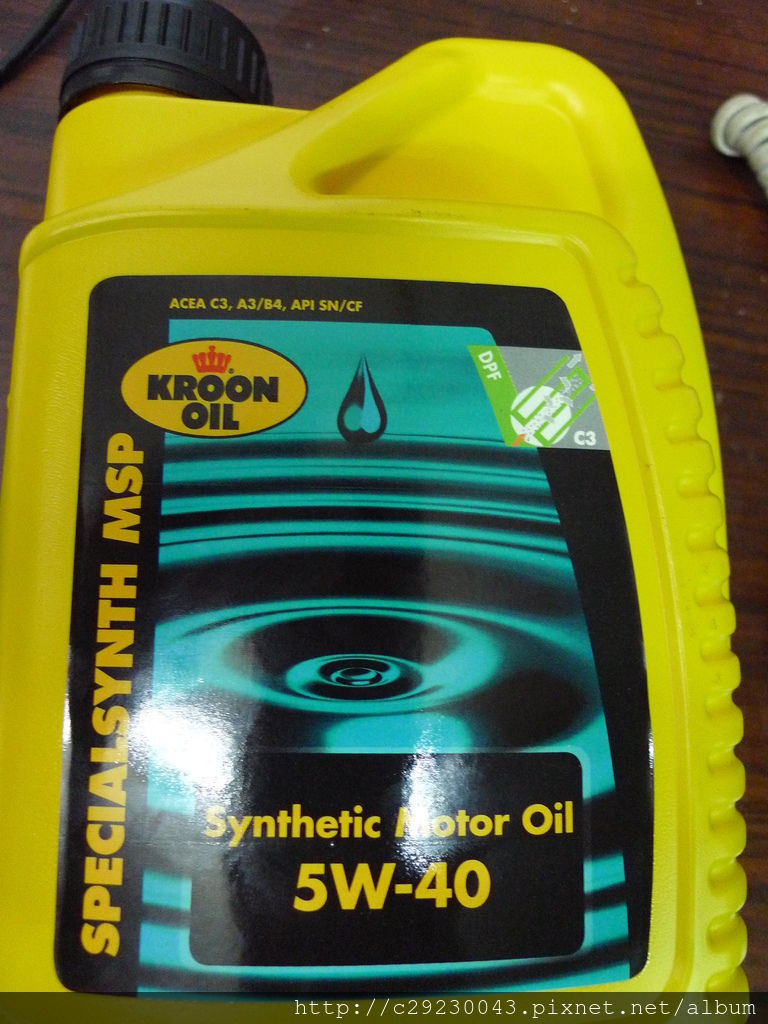 ACEA C3, A3/B4, API SN/CF
KROON
OIL
DPF
C3
SPECIALSYNTH MSP
Synthetic Motor Oil
5W-40
http://c29230043.pixnet.net/album